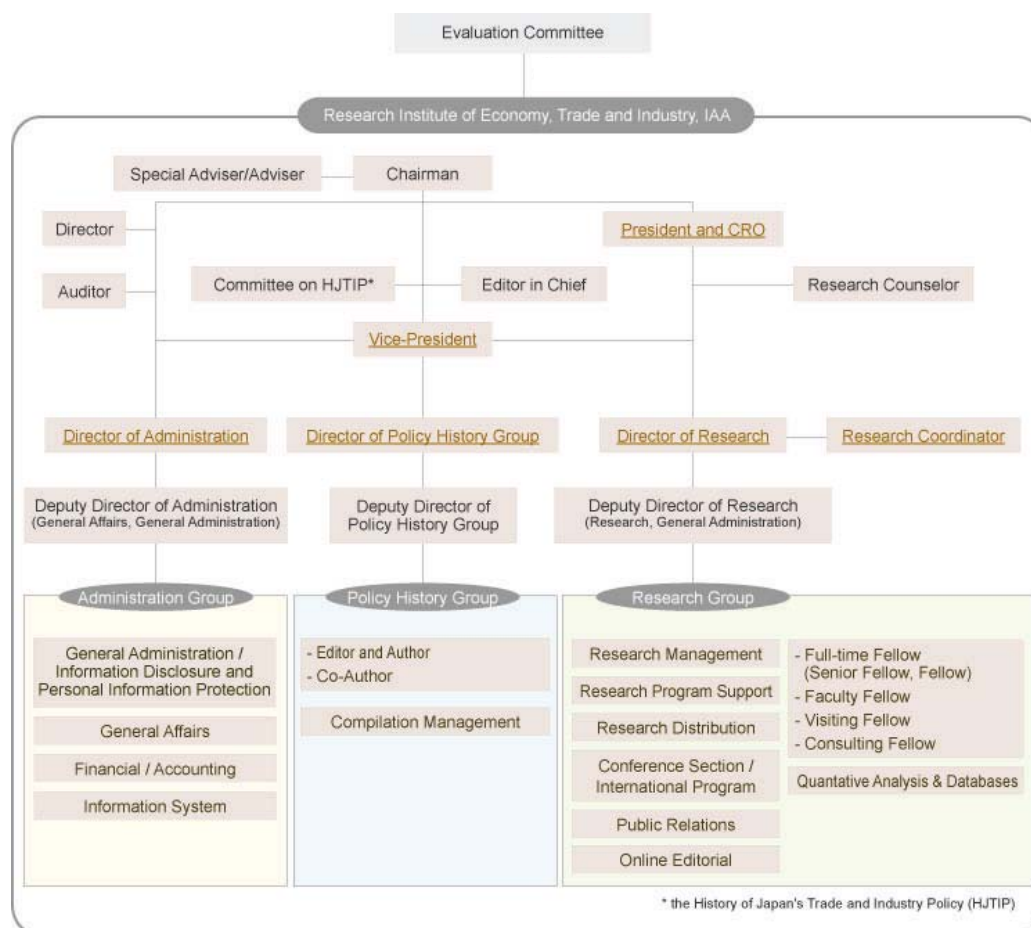 Evaluation Committee
Research Institute of Economy, Trade and Industry, IAA
Special Adviser/Adviser
Chairman
Director
President and CRO
Auditor
Committee on HJTIP*
Editor in Chief
Research Counselor
Vice-President
Director of Administration
Director of Policy History Group
Director of Research
Research Coordinator
Deputy Director of Administration
(General Affairs, General Administration)
Deputy Director of
Policy History Group
Deputy Director of Research
(Research, General Administration)
Administration Group
General Administration /
Information Disclosure and
Personal Information Protection
General Affairs
Financial / Accounting
Information System
Policy History Group
- Editor and Author
- Co-Author
Compilation Management
Research Group
Research Management
Research Program Support
Research Distribution
Conference Section /
International Program
Public Relations
Online Editorial
- Full-time Fellow
(Senior Fellow, Fellow)
- Faculty Fellow
- Visiting Fellow
- Consulting Fellow
Quantative Analysis & Databases
* the History of Japan's Trade and Industry Policy (HJTIP)